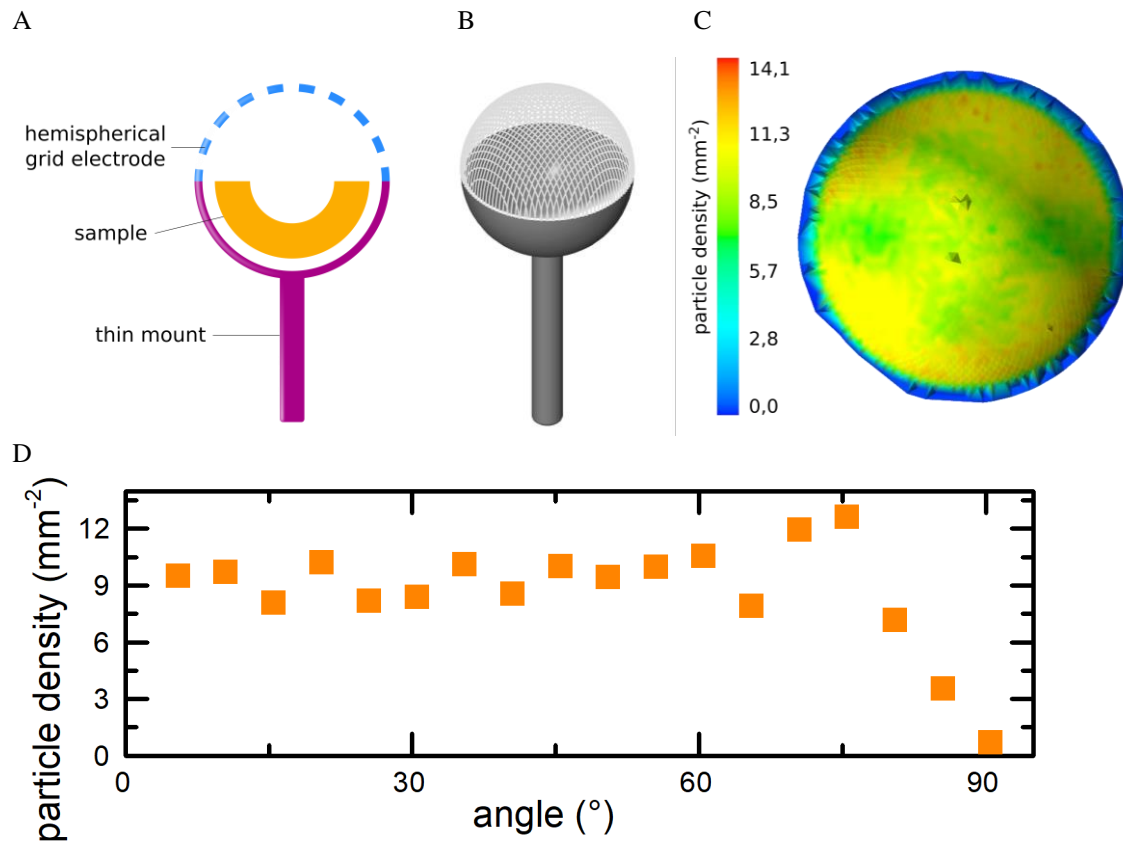 A
B
C
hemispherical
grid electrode
sample
thin mount
particle density (mm⁻²)
14,1
11,3
8,5
5,7
2,8
0,0
D
particle density (mm⁻²)
12
9
6
3
0
0
30
60
90
angle (°)